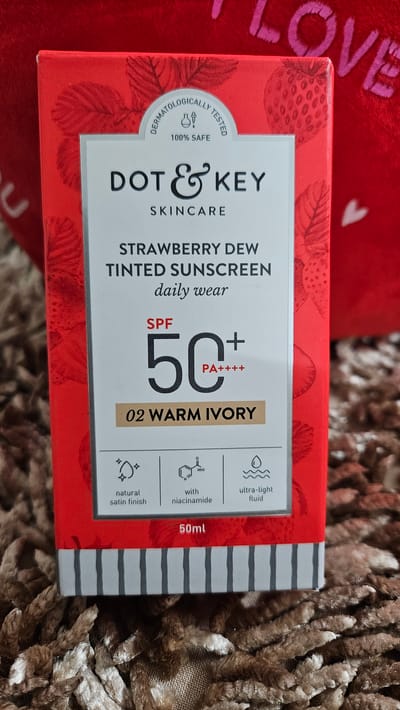 I LOVE
OU
DERMATOLOGICALLY TESTED
100% SAFE
DOT & KEY
SKINCARE
STRAWBERRY DEW
TINTED SUNSCREEN
daily wear
SPF
50+
PA++++
02 WARM IVORY
natural
satin finish
with
niacinamide
ultra-light
fluid
50ml